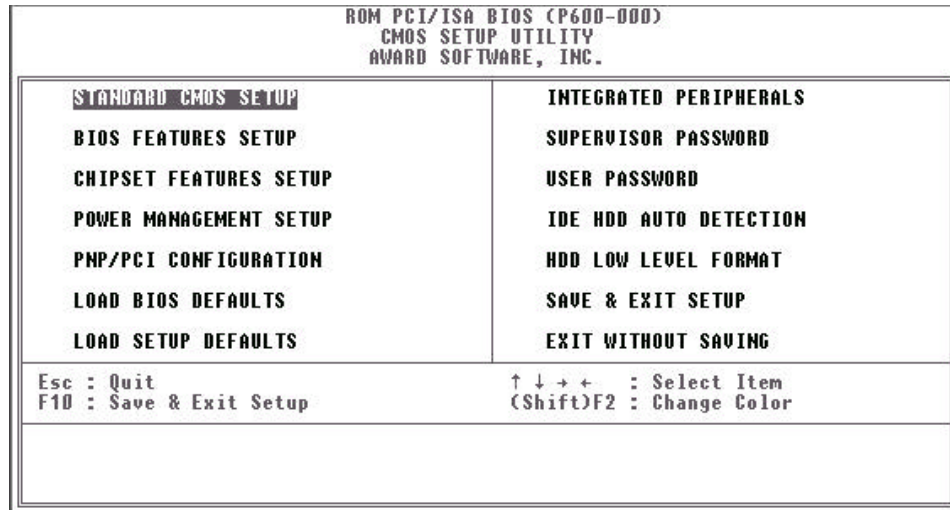 ROM PCI/ISA BIOS (P600-000)
CMOS SETUP UTILITY
AWARD SOFTWARE, INC.
STANDARD CMOS SETUP
BIOS FEATURES SETUP
CHIPSET FEATURES SETUP
POWER MANAGEMENT SETUP
PNP/PCI CONFIGURATION
LOAD BIOS DEFAULTS
LOAD SETUP DEFAULTS
INTEGRATED PERIPHERALS
SUPERVISOR PASSWORD
USER PASSWORD
IDE HDD AUTO DETECTION
HDD LOW LEVEL FORMAT
SAVE & EXIT SETUP
EXIT WITHOUT SAVING
Esc : Quit
F10 : Save & Exit Setup
↑ ↓ → ← : Select Item
(Shift)F2 : Change Color